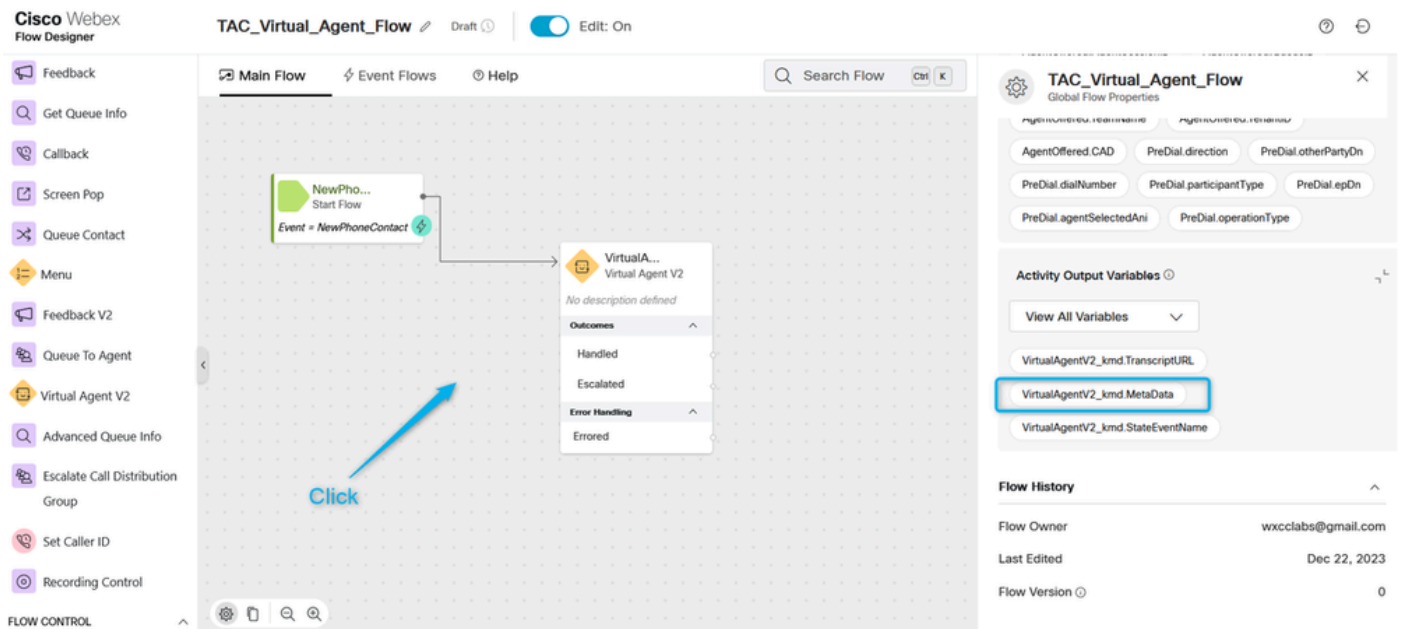 Cisco Webex
Flow Designer
TAC_Virtual_Agent_Flow
Draft
Edit: On
Feedback
Get Queue Info
Callback
Screen Pop
Queue Contact
Menu
Feedback V2
Queue To Agent
Virtual Agent V2
Advanced Queue Info
Escalate Call Distribution
Group
Set Caller ID
Recording Control
FLOW CONTROL
Main Flow
Event Flows
Help
Search Flow
Ctrl K
NewPho...
Start Flow
Event = NewPhoneContact
VirtualA...
Virtual Agent V2
No description defined
Outcomes
Handled
Escalated
Error Handling
Errored
Click
TAC_Virtual_Agent_Flow
Global Flow Properties
AgentOffered.TeamName AgentOffered.TenantID
AgentOffered.CAD PreDial.direction PreDial.otherPartyDn
PreDial.dialNumber PreDial.participantType PreDial.epDn
PreDial.agentSelectedAni PreDial.operationType
Activity Output Variables
View All Variables
VirtualAgentV2_kmd.TranscriptURL
VirtualAgentV2_kmd.MetaData
VirtualAgentV2_kmd.StateEventName
Flow History
Flow Owner wxcclabs@gmail.com
Last Edited Dec 22, 2023
Flow Version 0